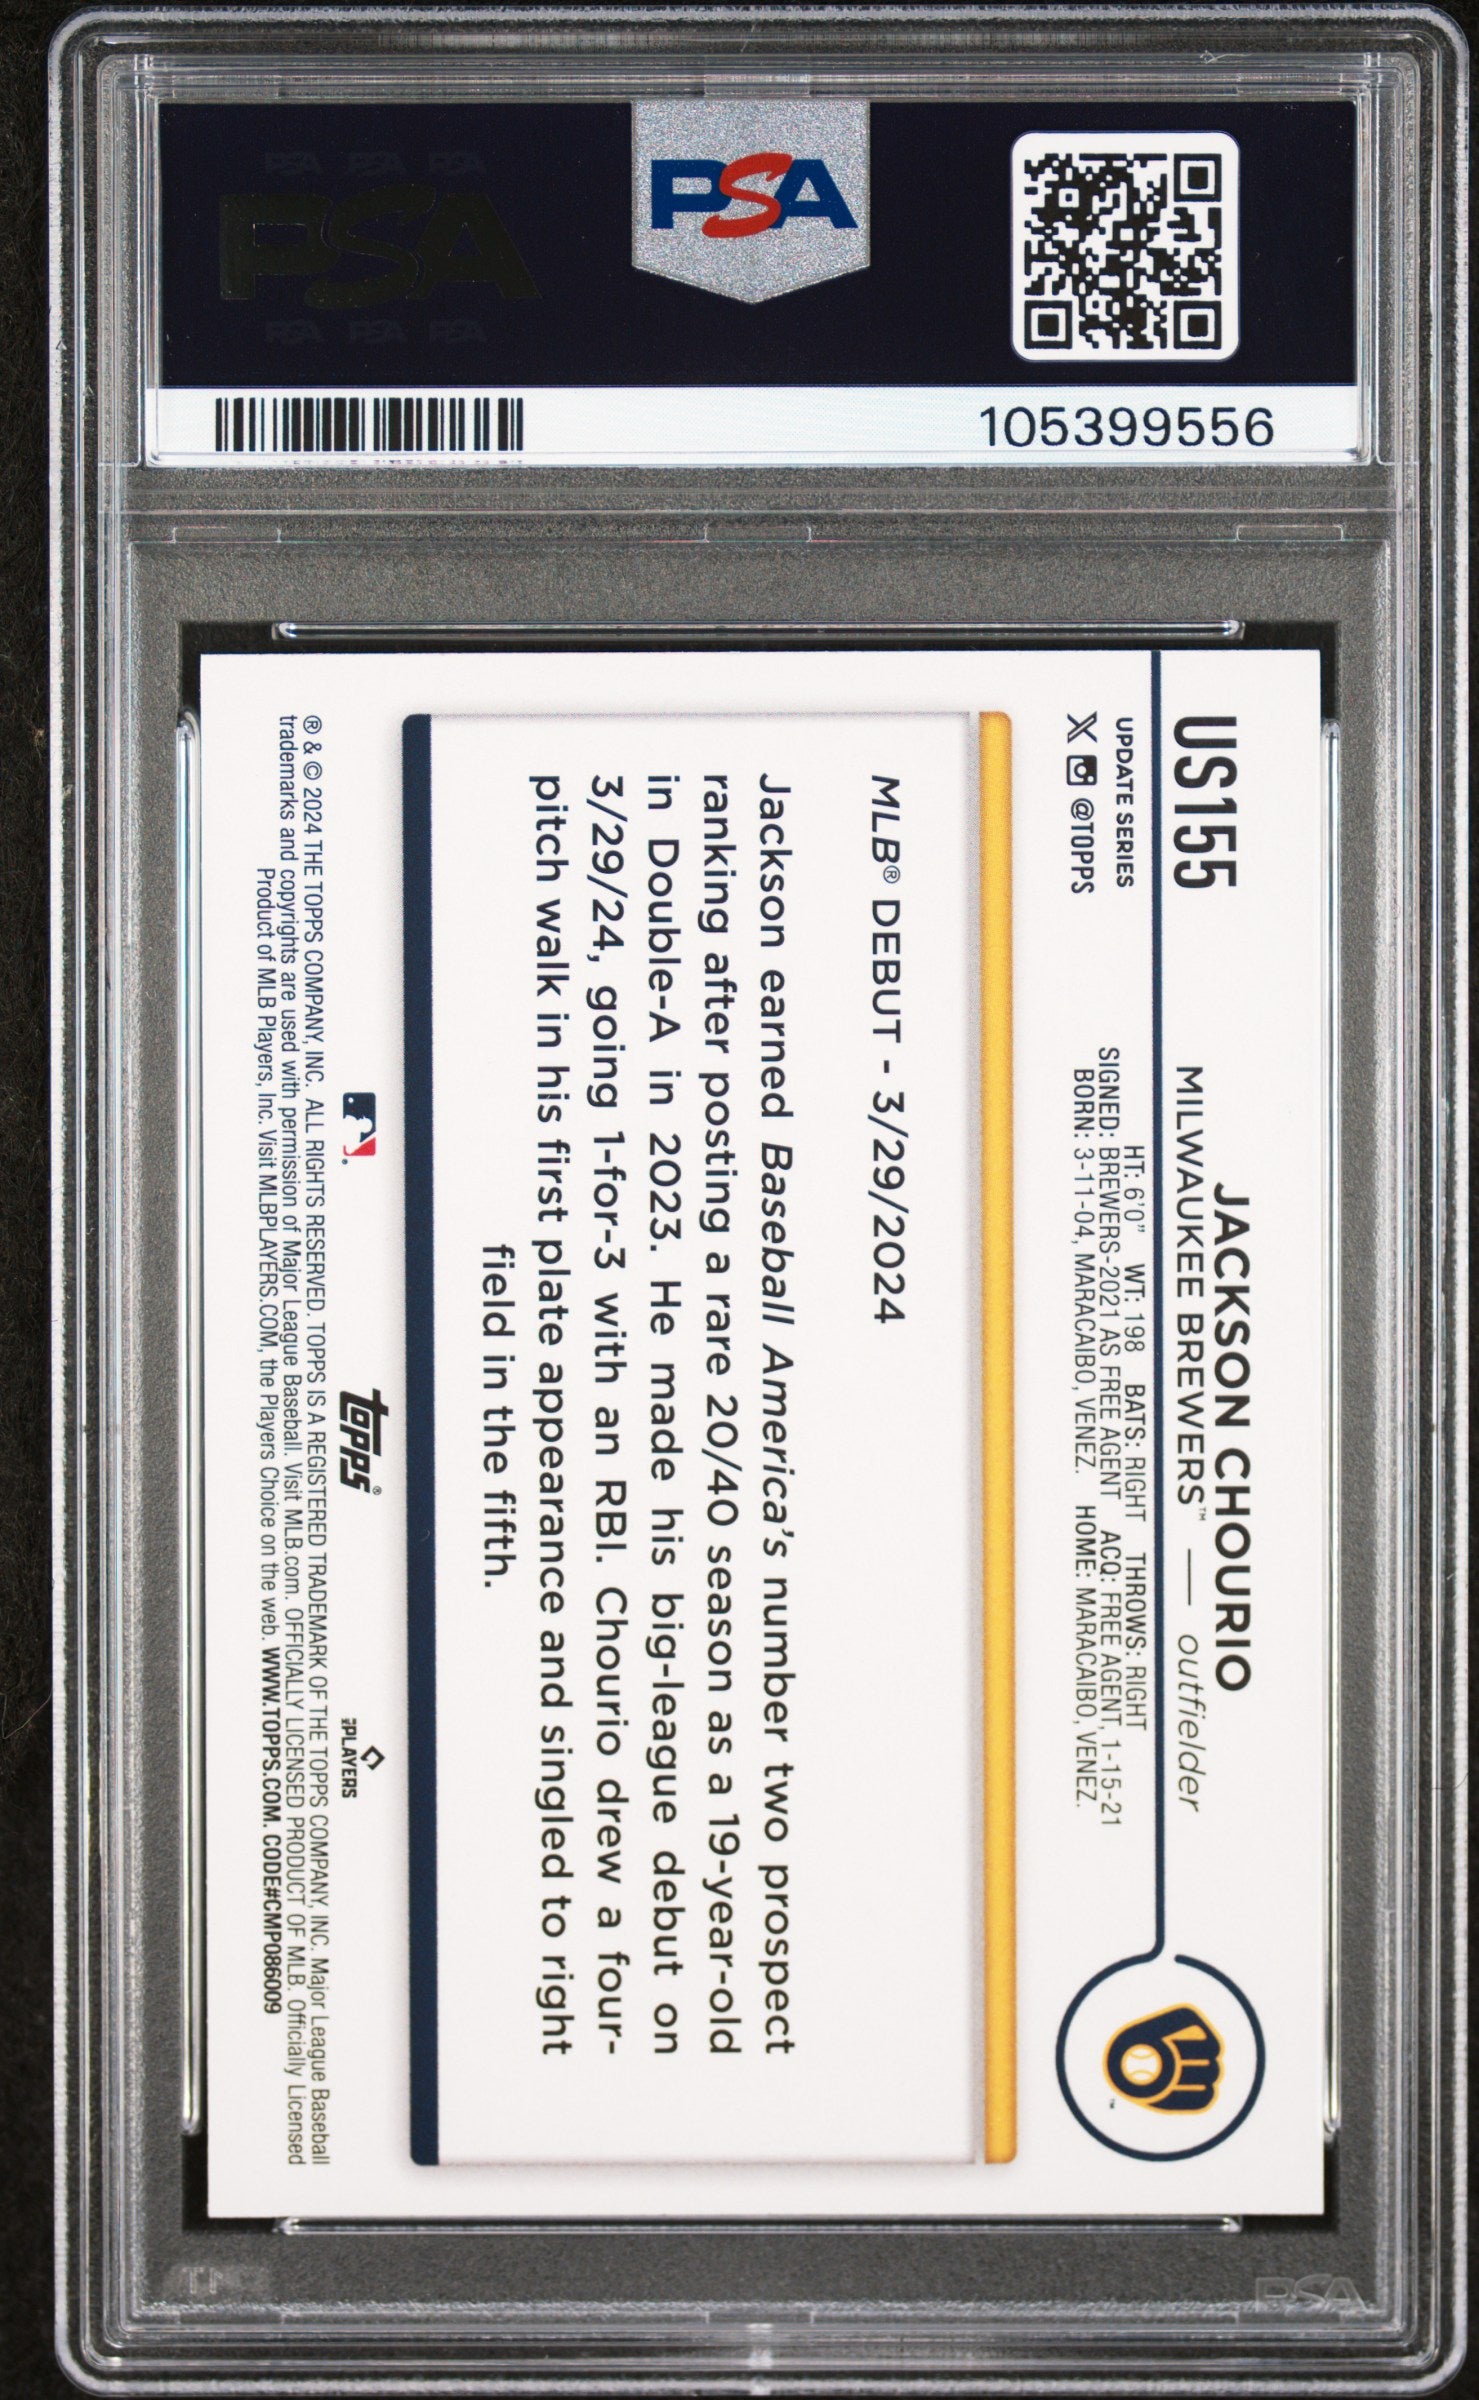 PSA PSA PSA
PSA
PSA PSA PSA
PSA
105399556
US155
JACKSON CHOURIO
MILWAUKEE BREWERS™ — outfielder
UPDATE SERIES
X @TOPPS
HT: 6'0" WT: 198 BATS: RIGHT THROWS: RIGHT
SIGNED: BREWERS-2021 AS FREE AGENT ACQ: FREE AGENT, 1-15-21
BORN: 3-11-04, MARACAIBO, VENEZ. HOME: MARACAIBO, VENEZ.
MLB® DEBUT - 3/29/2024
Jackson earned Baseball America's number two prospect
ranking after posting a rare 20/40 season as a 19-year-old
in Double-A in 2023. He made his big-league debut on
3/29/24, going 1-for-3 with an RBI. Chourio drew a four-
pitch walk in his first plate appearance and singled to right
field in the fifth.
topps®
PLAYERS
® & © 2024 THE TOPPS COMPANY, INC. ALL RIGHTS RESERVED. TOPPS IS A REGISTERED TRADEMARK OF THE TOPPS COMPANY, INC. Major League Baseball
trademarks and copyrights are used with permission of Major League Baseball. Visit MLB.com. OFFICIALLY LICENSED PRODUCT OF MLB. Officially Licensed
Product of MLB Players, Inc. Visit MLBPLAYERS.COM, the Players Choice on the web. WWW.TOPPS.COM. CODE#CMP086009
PSA